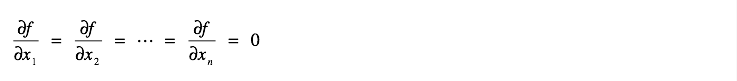 ∂f/∂x₁ = ∂f/∂x₂ = ⋯ = ∂f/∂xₙ = 0